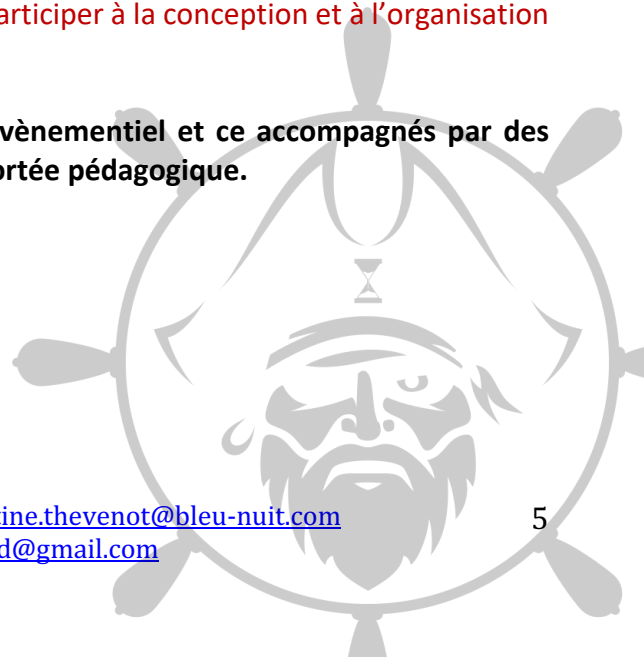 articiper à la conception et à l’organisation
vènementiel et ce accompagnés par des
ortée pédagogique.
tine.thevenot@bleu-nuit.com
5
d@gmail.com